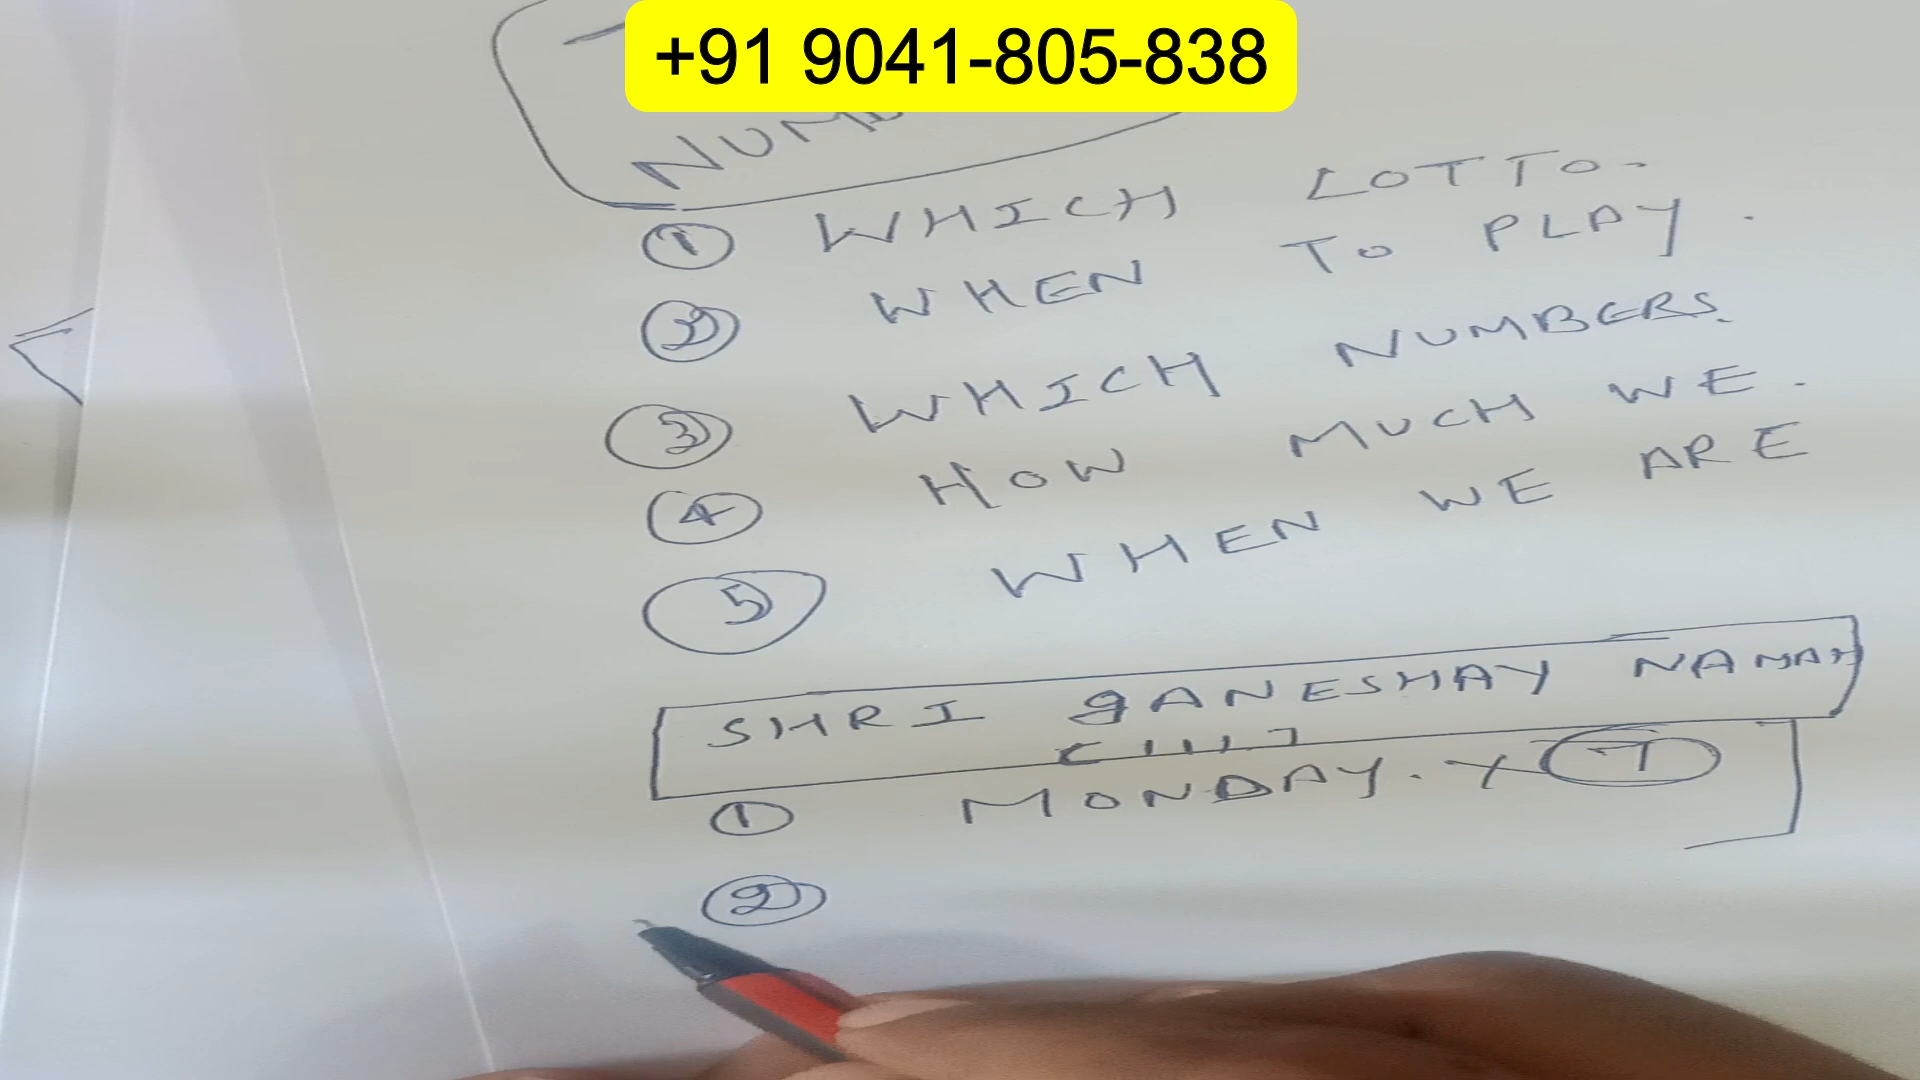 +91 9041-805-838
① WHICH LOTTO.
② WHEN TO PLAY.
③ WHICH NUMBERS.
④ HOW MUCH WE.
⑤ WHEN WE ARE
SHRI gANESHAY NAMAH
① MONDAY. X 7
②